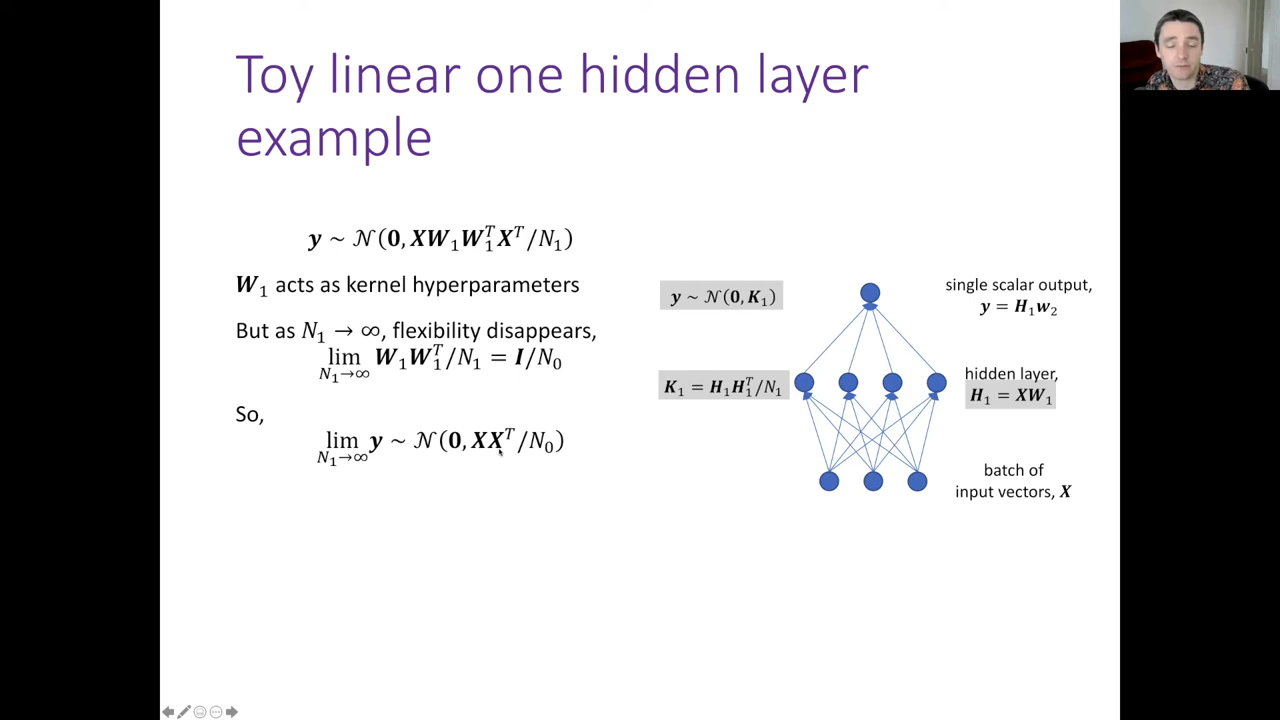 Toy linear one hidden layer
example
𝒚 ~ 𝒩(𝟎, 𝑿𝑾₁𝑾₁ᵀ𝑿ᵀ/N₁)
𝑾₁ acts as kernel hyperparameters
But as N₁ → ∞, flexibility disappears,
lim 𝑾₁𝑾₁ᵀ/N₁ = 𝑰/N₀
N₁→∞
So,
lim 𝒚 ~ 𝒩(𝟎, 𝑿𝑿ᵀ/N₀)
N₁→∞
𝒚 ~ 𝒩(𝟎, 𝑲₁)
𝑲₁ = 𝑯₁𝑯₁ᵀ/N₁
single scalar output,
𝒚 = 𝑯₁𝒘₂
hidden layer,
𝑯₁ = 𝑿𝑾₁
batch of
input vectors, 𝑿